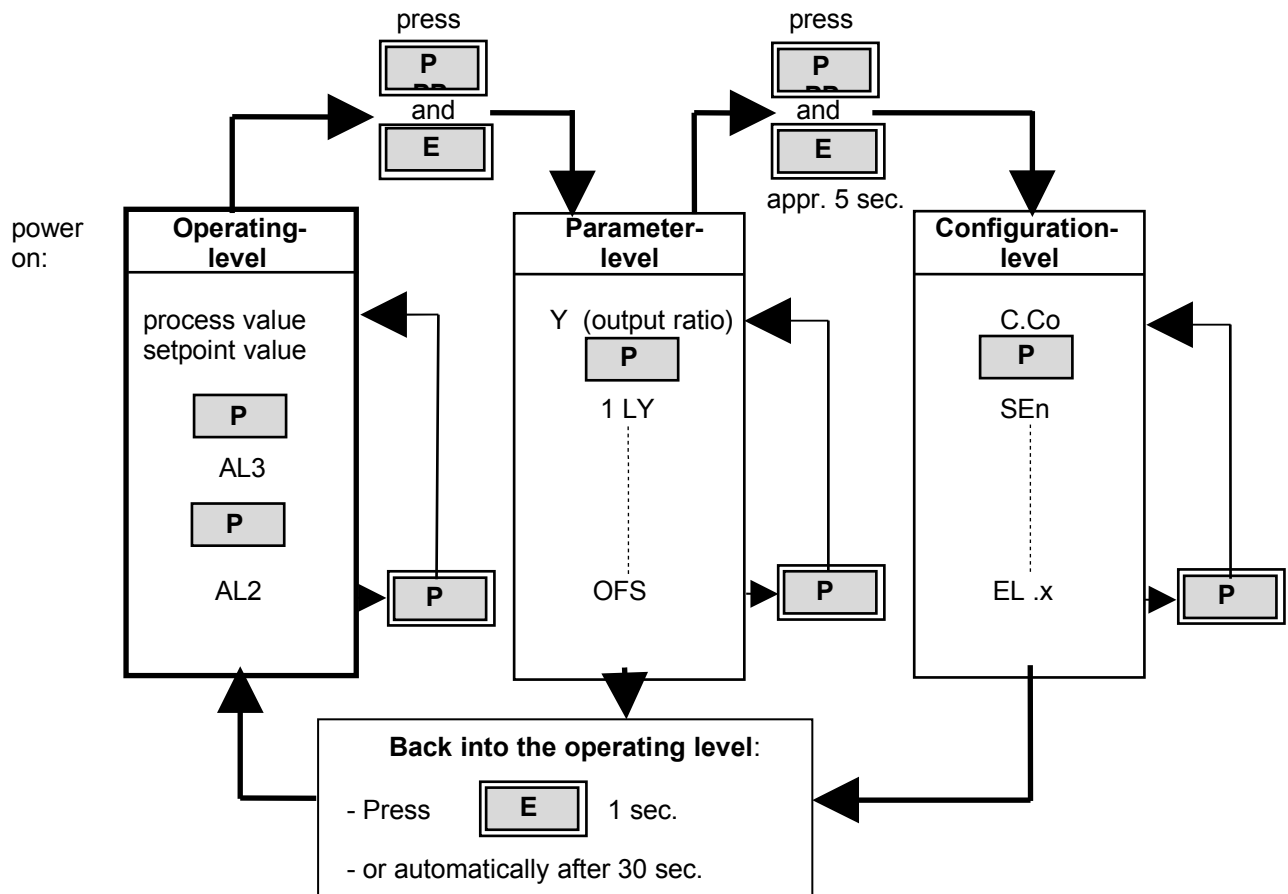 press
P
and
E
press
P
and
E
appr. 5 sec.
power
on:
Operating-
level
process value
setpoint value
P
AL3
P
AL2
P
Parameter-
level
Y (output ratio)
P
1 LY
OFS
P
Configuration-
level
C.Co
P
SEn
EL .x
P
Back into the operating level:
- Press E 1 sec.
- or automatically after 30 sec.